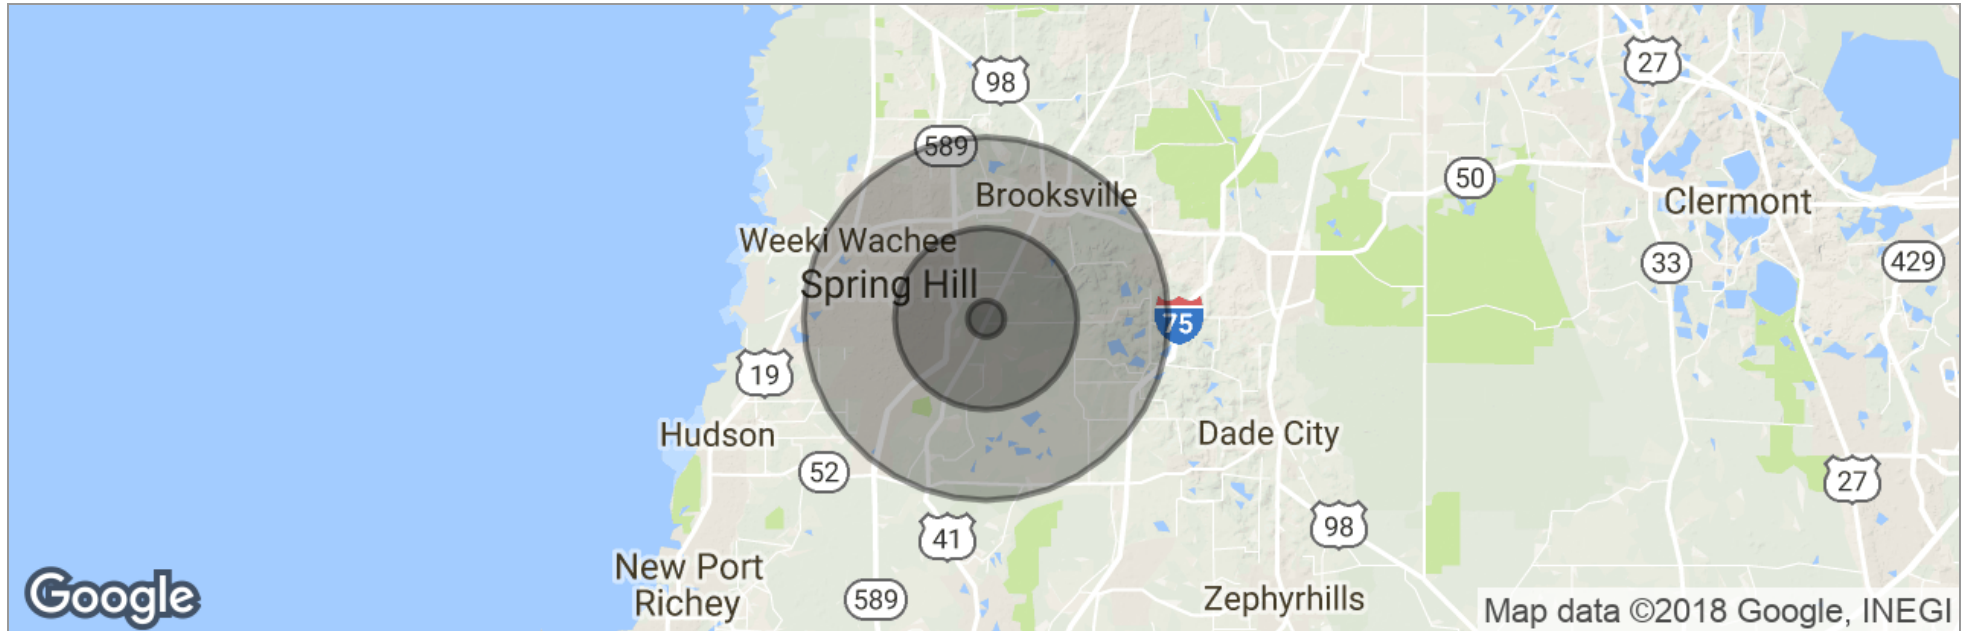 27
98
589
50
Brooksville
Clermont
Weeki Wachee
33
429
Spring Hill
75
19
Hudson
Dade City
52
27
98
41
New Port
Richey
589
Zephyrhills
Google
Map data ©2018 Google, INEGI